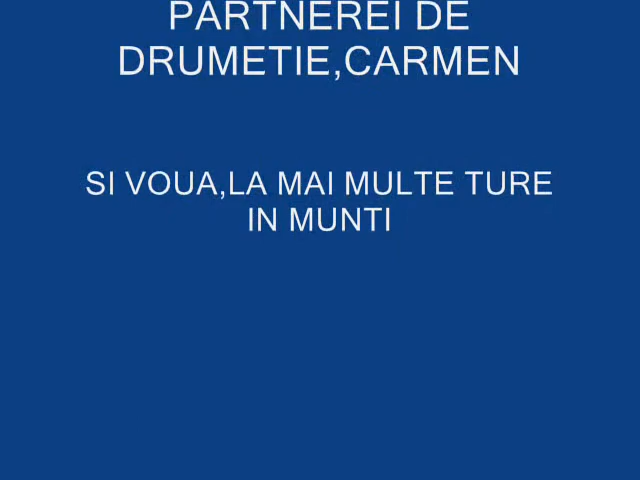 PARTNEREI DE
DRUMETIE,CARMEN
SI VOUA,LA MAI MULTE TURE
IN MUNTI